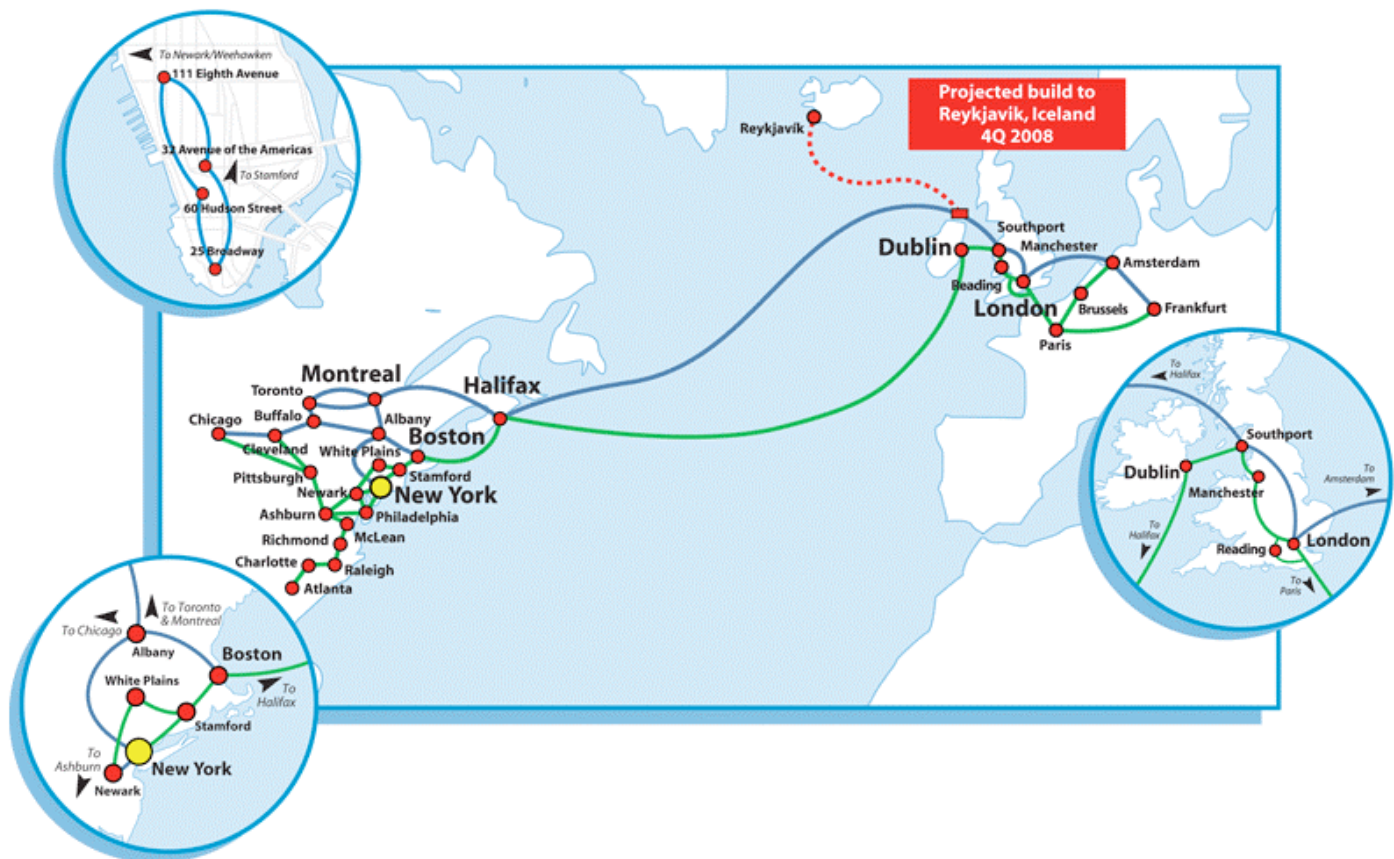 To Newark/Weehawken
111 Eighth Avenue
32 Avenue of the Americas
To Stamford
60 Hudson Street
25 Broadway
Projected build to
Reykjavik, Iceland
4Q 2008
Reykjavík
Southport
Dublin
Manchester
Amsterdam
Reading
London
Brussels
Frankfurt
Paris
Montreal
Toronto
Halifax
Buffalo
Albany
Chicago
Boston
Cleveland
White Plains
Pittsburgh
Stamford
Newark
New York
Ashburn
Philadelphia
Richmond
McLean
Charlotte
Raleigh
Atlanta
To
Halifax
Southport
Dublin
To
Amsterdam
Manchester
To
Halifax
London
Reading
To
Paris
To Toronto
& Montreal
To Chicago
Albany
Boston
White Plains
To
Halifax
Stamford
To
Ashburn
New York
Newark